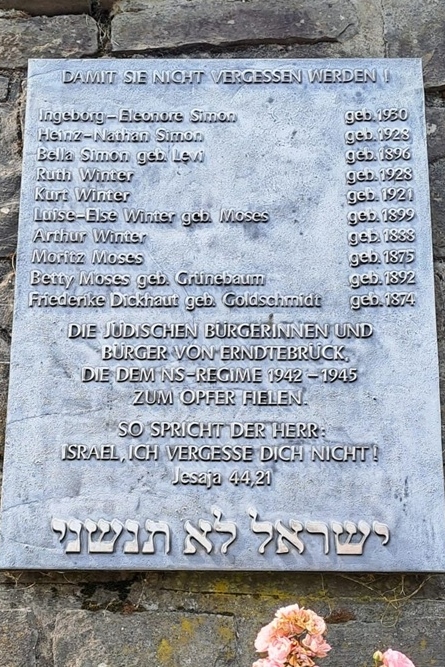 DAMIT SIE NICHT VERGESSEN WERDEN !
Ingeborg-Eleonore Simon geb. 1930
Heinz-Nathan Simon geb. 1928
Bella Simon geb. Levi geb. 1896
Ruth Winter geb. 1928
Kurt Winter geb. 1921
Luise-Else Winter geb. Moses geb. 1899
Arthur Winter geb. 1888
Moritz Moses geb. 1875
Betty Moses geb. Grünebaum geb. 1892
Friederike Dickhaut geb. Goldschmidt geb. 1874
DIE JÜDISCHEN BÜRGERINNEN UND
BÜRGER VON ERNDTEBRÜCK,
DIE DEM NS-REGIME 1942-1945
ZUM OPFER FIELEN.
SO SPRICHT DER HERR:
ISRAEL, ICH VERGESSE DICH NICHT!
Jesaja 44,21
ישראל לא תנשני